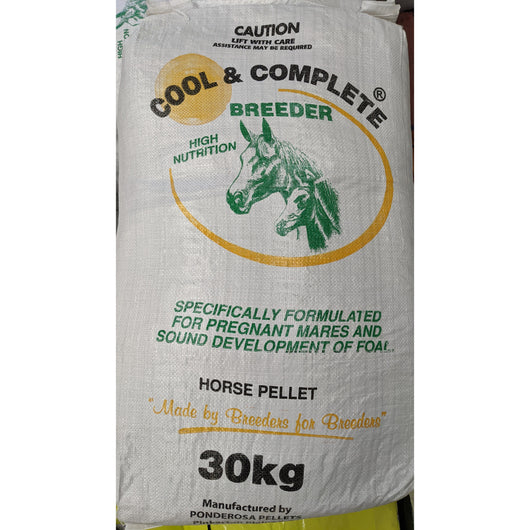 CAUTION
LIFT WITH CARE
ASSISTANCE MAY BE REQUIRED
COOL & COMPLETE®
BREEDER
HIGH
NUTRITION
SPECIFICALLY FORMULATED
FOR PREGNANT MARES AND
SOUND DEVELOPMENT OF FOAL
HORSE PELLET
"Made by Breeders for Breeders"
30kg
Manufactured by
PONDEROSA PELLETS
HIGH